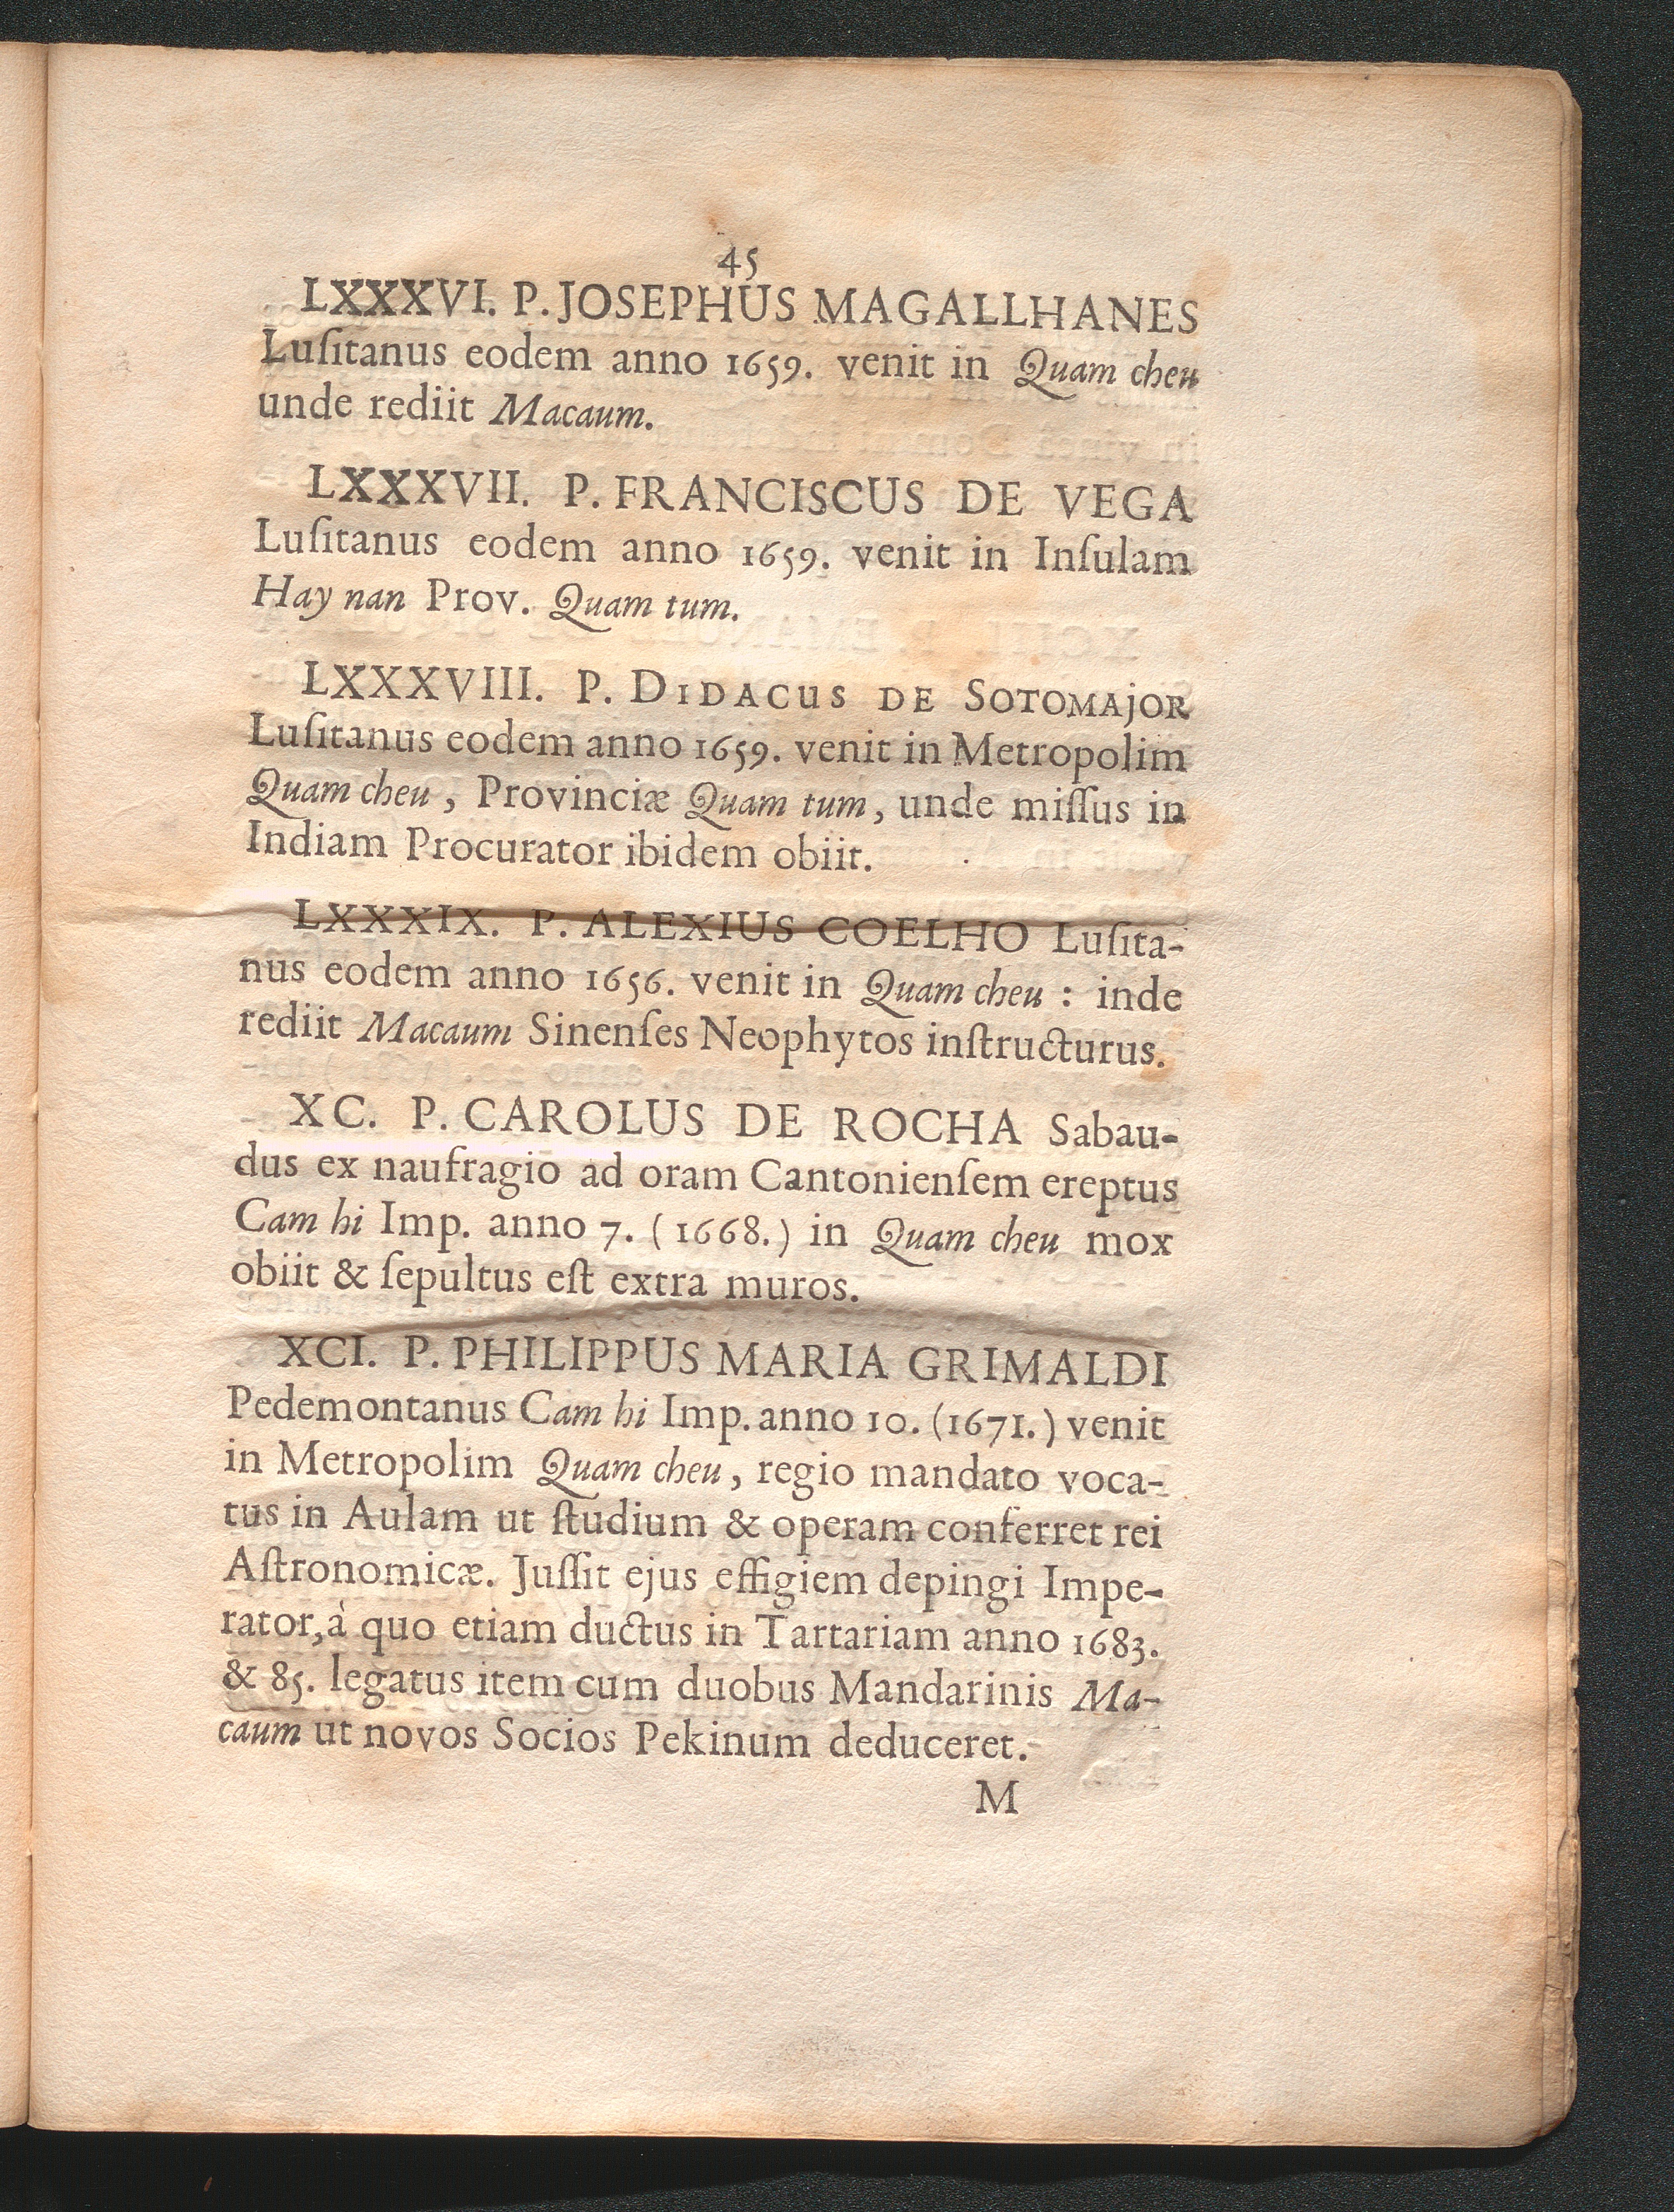 45
LXXXVI. P. JOSEPHUS MAGALLHANES
Luſitanus eodem anno 1659. venit in Quam cheu
unde rediit Macaum.
LXXXVII. P. FRANCISCUS DE VEGA
Luſitanus eodem anno 1659. venit in Inſulam
Hay nan Prov. Quam tum.
LXXXVIII. P. DIDACUS DE SOTOMAJOR
Luſitanus eodem anno 1659. venit in Metropolim
Quam cheu, Provinciæ Quam tum, unde miſſus in
Indiam Procurator ibidem obiit.
LXXXIX. P. ALEXIUS COELHO Luſita-
nus eodem anno 1656. venit in Quam cheu : inde
rediit Macaum Sinenſes Neophytos inſtructurus.
XC. P. CAROLUS DE ROCHA Sabau-
dus ex naufragio ad oram Cantonienſem ereptus
Cam hi Imp. anno 7. (1668.) in Quam cheu mox
obiit & ſepultus eſt extra muros.
XCI. P. PHILIPPUS MARIA GRIMALDI
Pedemontanus Cam hi Imp. anno 10. (1671.) venit
in Metropolim Quam cheu, regio mandato voca-
tus in Aulam ut ſtudium & operam conferret rei
Aſtronomicæ. Juſſit ejus effigiem depingi Impe-
rator, à quo etiam ductus in Tartariam anno 1683.
& 85. legatus item cum duobus Mandarinis Ma-
caum ut novos Socios Pekinum deduceret.
M